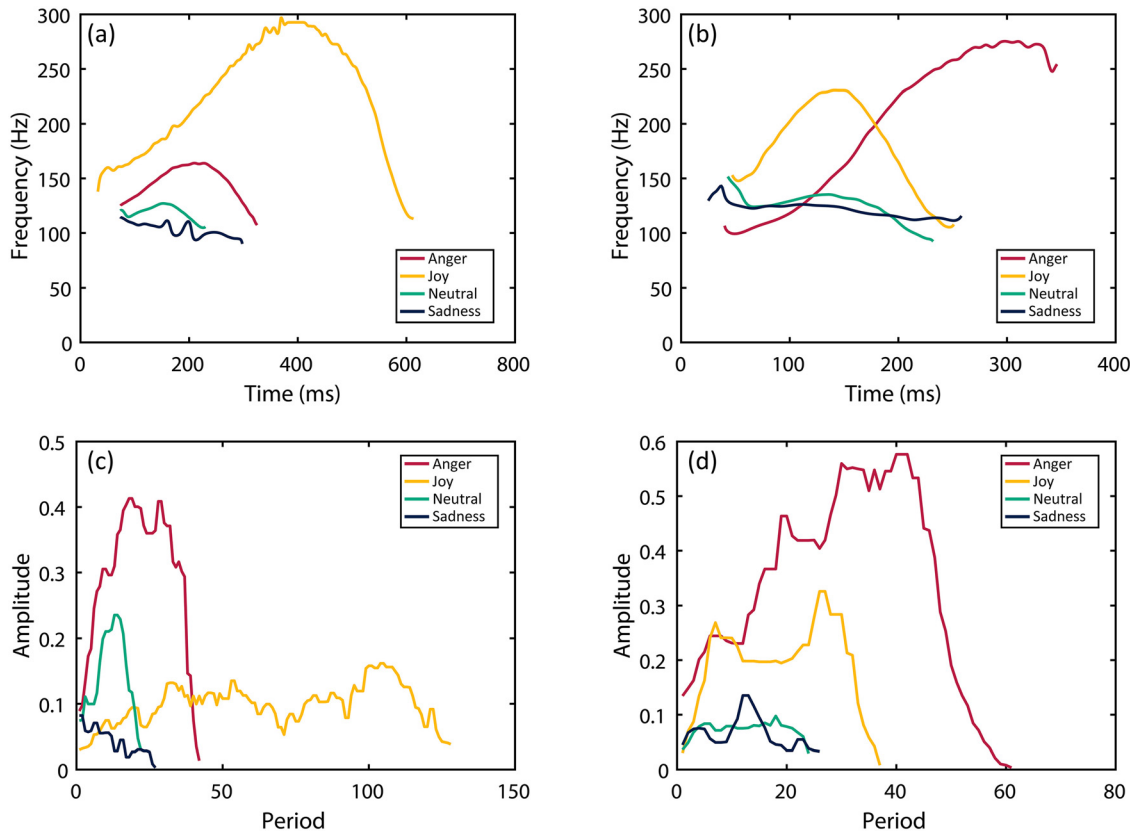 (a)
300
250
200
150
100
50
0
Frequency (Hz)
0 200 400 600 800
Time (ms)
Anger
Joy
Neutral
Sadness
(b)
300
250
200
150
100
50
0
Frequency (Hz)
0 100 200 300 400
Time (ms)
Anger
Joy
Neutral
Sadness
(c)
0.5
0.4
0.3
0.2
0.1
0
Amplitude
0 50 100 150
Period
Anger
Joy
Neutral
Sadness
(d)
0.6
0.5
0.4
0.3
0.2
0.1
0
Amplitude
0 20 40 60 80
Period
Anger
Joy
Neutral
Sadness